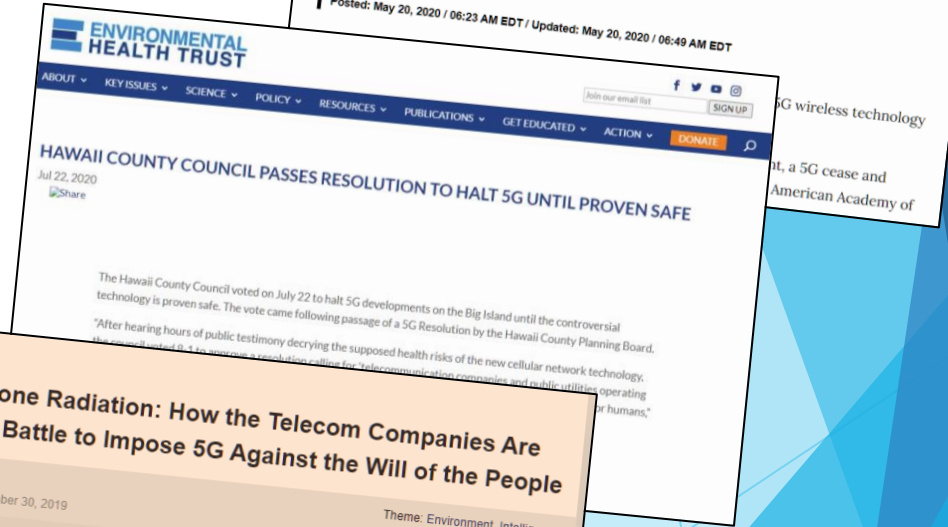 Posted: May 20, 2020 / 06:23 AM EDT / Updated: May 20, 2020 / 06:49 AM EDT
5G wireless technology
a 5G cease and
American Academy of
ENVIRONMENTAL
HEALTH TRUST
Join our email list
SIGN UP
ABOUT KEY ISSUES SCIENCE POLICY RESOURCES PUBLICATIONS GET EDUCATED ACTION DONATE
HAWAII COUNTY COUNCIL PASSES RESOLUTION TO HALT 5G UNTIL PROVEN SAFE
Jul 22, 2020
Share
The Hawaii County Council voted on July 22 to halt 5G developments on the Big Island until the controversial
technology is proven safe. The vote came following passage of a 5G Resolution by the Hawaii County Planning Board.
"After hearing hours of public testimony decrying the supposed health risks of the new cellular network technology,
the council voted 8-1 to approve a resolution calling for 'telecommunication companies and public utilities operating
or humans,"
one Radiation: How the Telecom Companies Are
Battle to Impose 5G Against the Will of the People
ber 30, 2019
Theme: Environment,